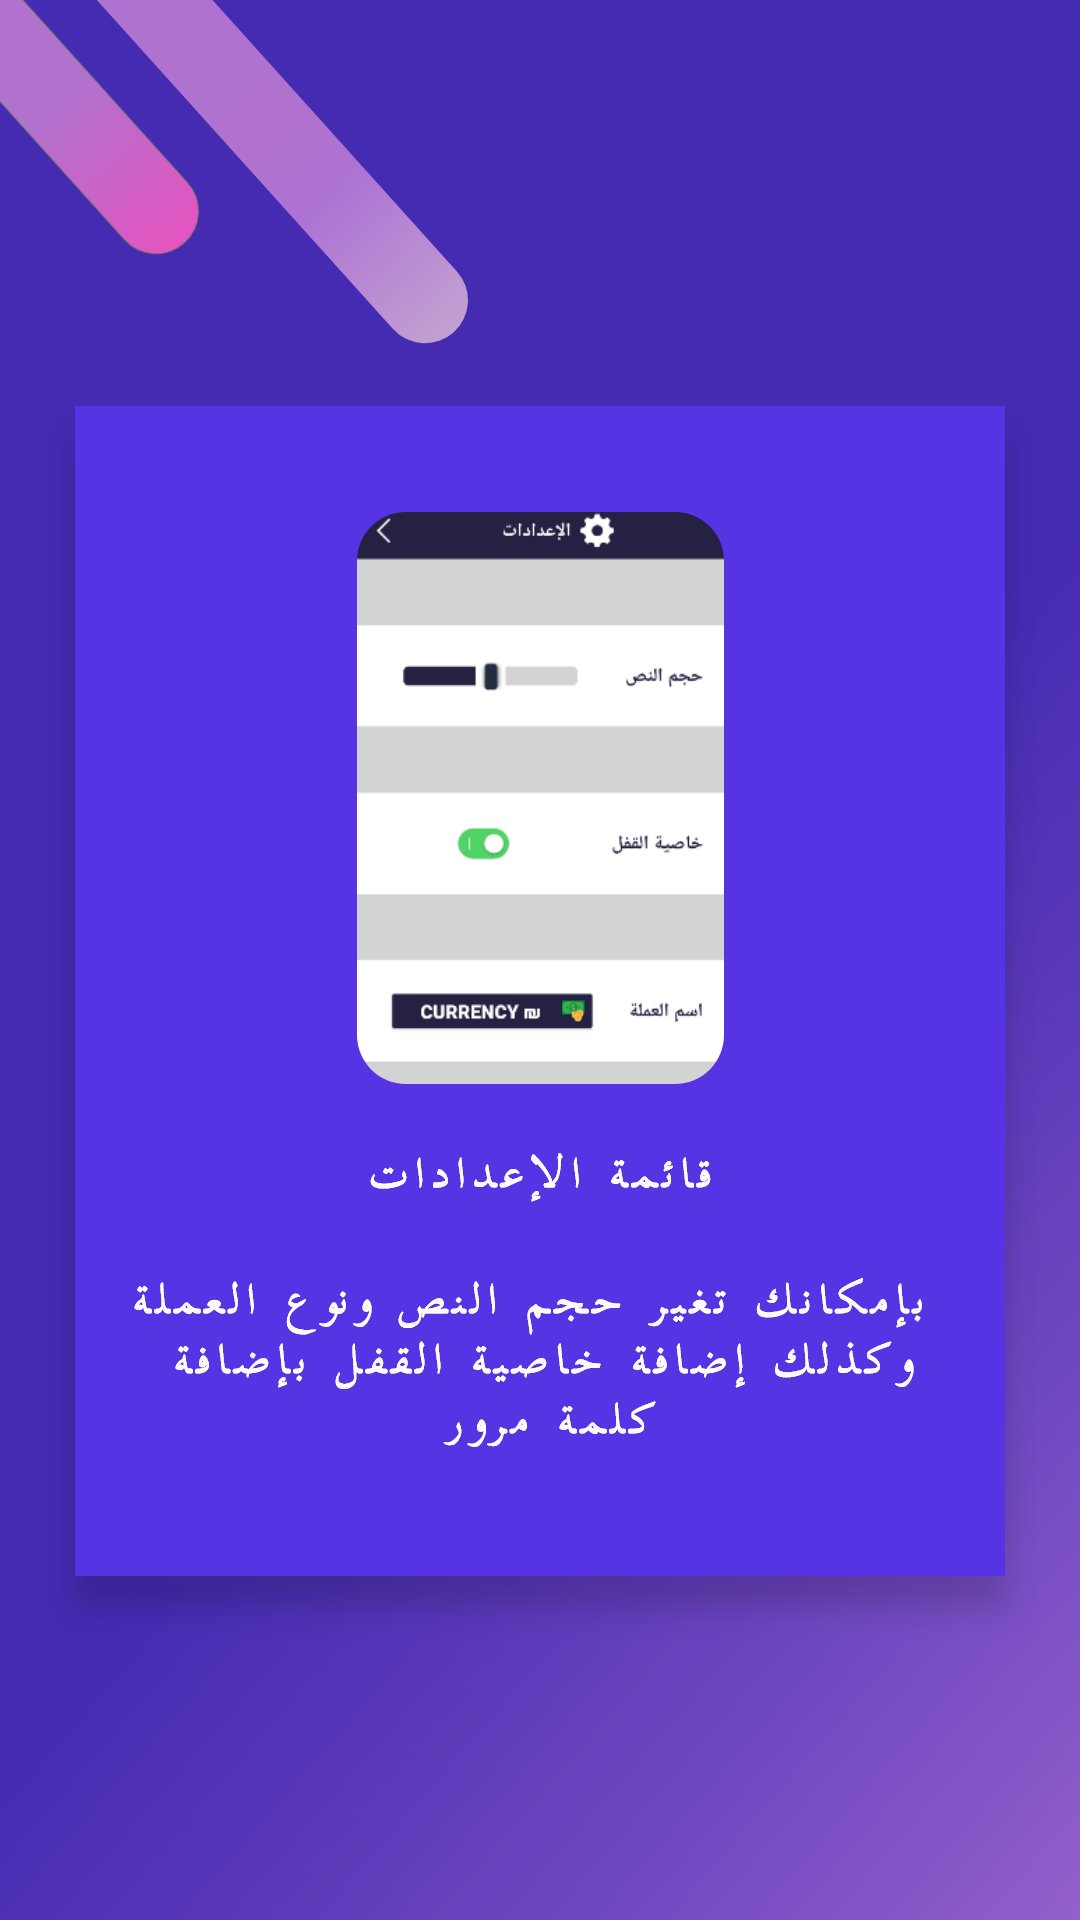 الإعدادات
حجم النص
خاصية القفل
اسم العملة
CURRENCY ₪
قائمة الإعدادات
بإمكانك تغير حجم النص ونوع العملة
وكذلك إضافة خاصية القفل بإضافة
كلمة مرور